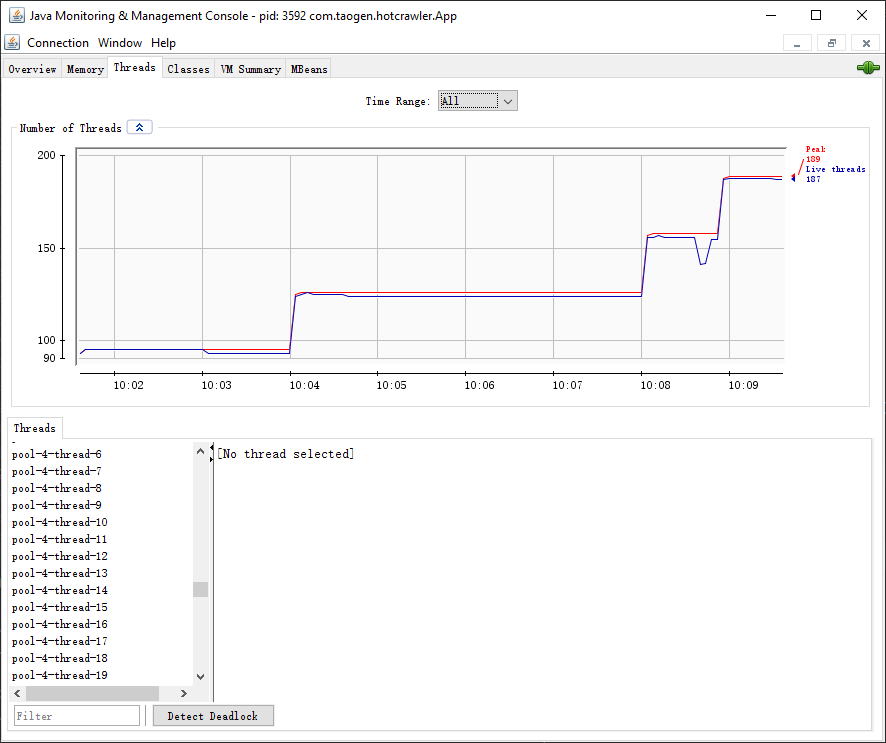 Java Monitoring & Management Console - pid: 3592 com.taogen.hotcrawler.App
Connection Window Help
Overview Memory Threads Classes VM Summary MBeans
Time Range: All
Number of Threads
200
150
100
90
Peak
189
Live threads
187
10:02 10:03 10:04 10:05 10:06 10:07 10:08 10:09
Threads
pool-4-thread-6
pool-4-thread-7
pool-4-thread-8
pool-4-thread-9
pool-4-thread-10
pool-4-thread-11
pool-4-thread-12
pool-4-thread-13
pool-4-thread-14
pool-4-thread-15
pool-4-thread-16
pool-4-thread-17
pool-4-thread-18
pool-4-thread-19
[No thread selected]
Filter
Detect Deadlock